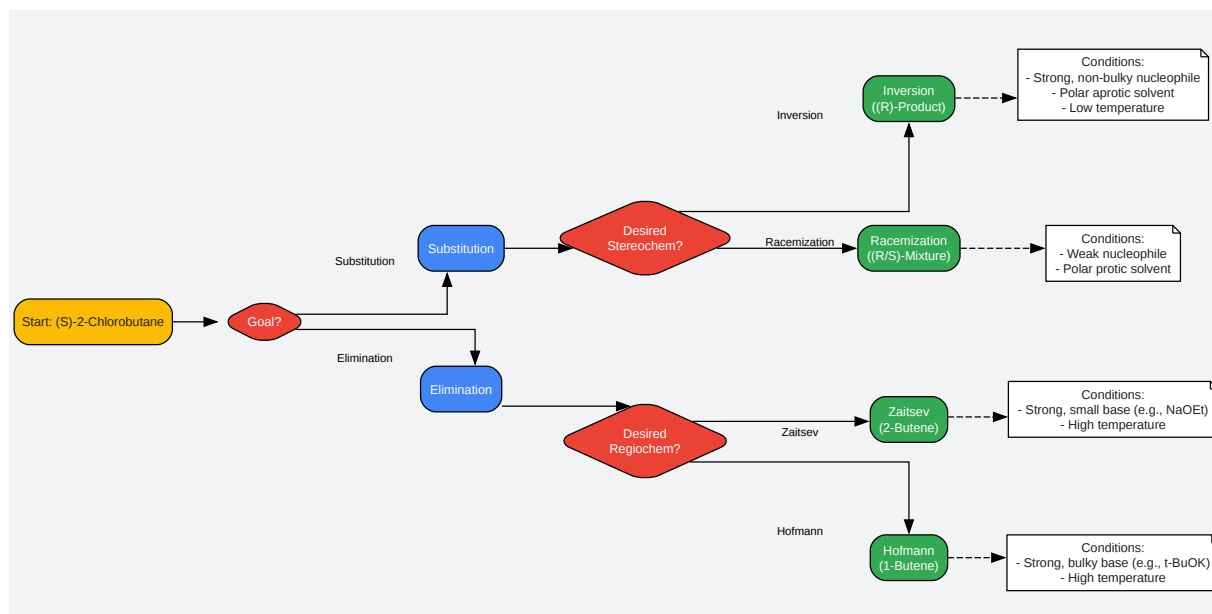 Start: (S)-2-Chlorobutane
Goal?
Substitution
Elimination
Substitution
Elimination
Desired
Stereochem?
Desired
Regiochem?
Inversion
Racemization
Zaitsev
Hofmann
Inversion
((R)-Product)
Racemization
((R/S)-Mixture)
Zaitsev
(2-Butene)
Hofmann
(1-Butene)
Conditions:
- Strong, non-bulky nucleophile
- Polar aprotic solvent
- Low temperature
Conditions:
- Weak nucleophile
- Polar protic solvent
Conditions:
- Strong, small base (e.g., NaOEt)
- High temperature
Conditions:
- Strong, bulky base (e.g., t-BuOK)
- High temperature